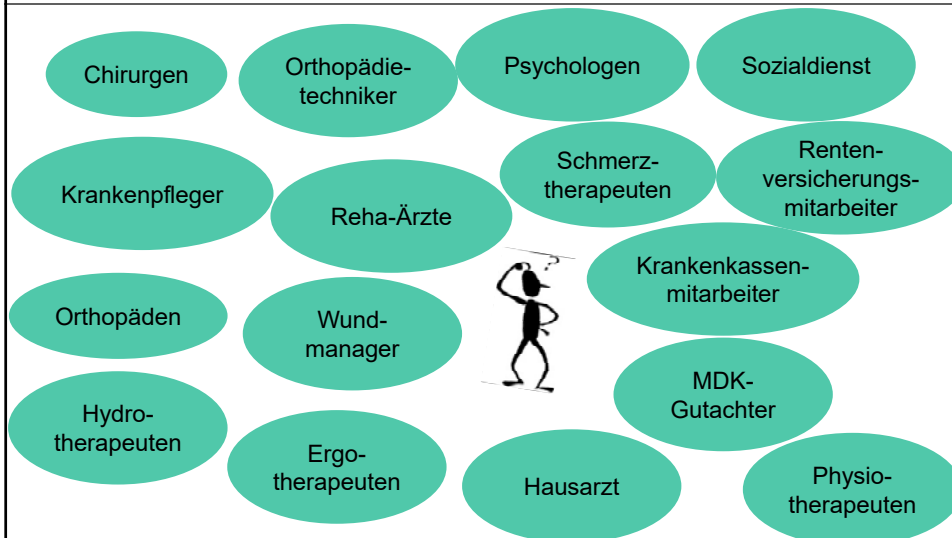 Chirurgen
Orthopädie-
techniker
Psychologen
Sozialdienst
Krankenpfleger
Reha-Ärzte
Schmerz-
therapeuten
Renten-
versicherungs-
mitarbeiter
Krankenkassen-
mitarbeiter
Orthopäden
Wund-
manager
?
MDK-
Gutachter
Hydro-
therapeuten
Ergo-
therapeuten
Hausarzt
Physio-
therapeuten